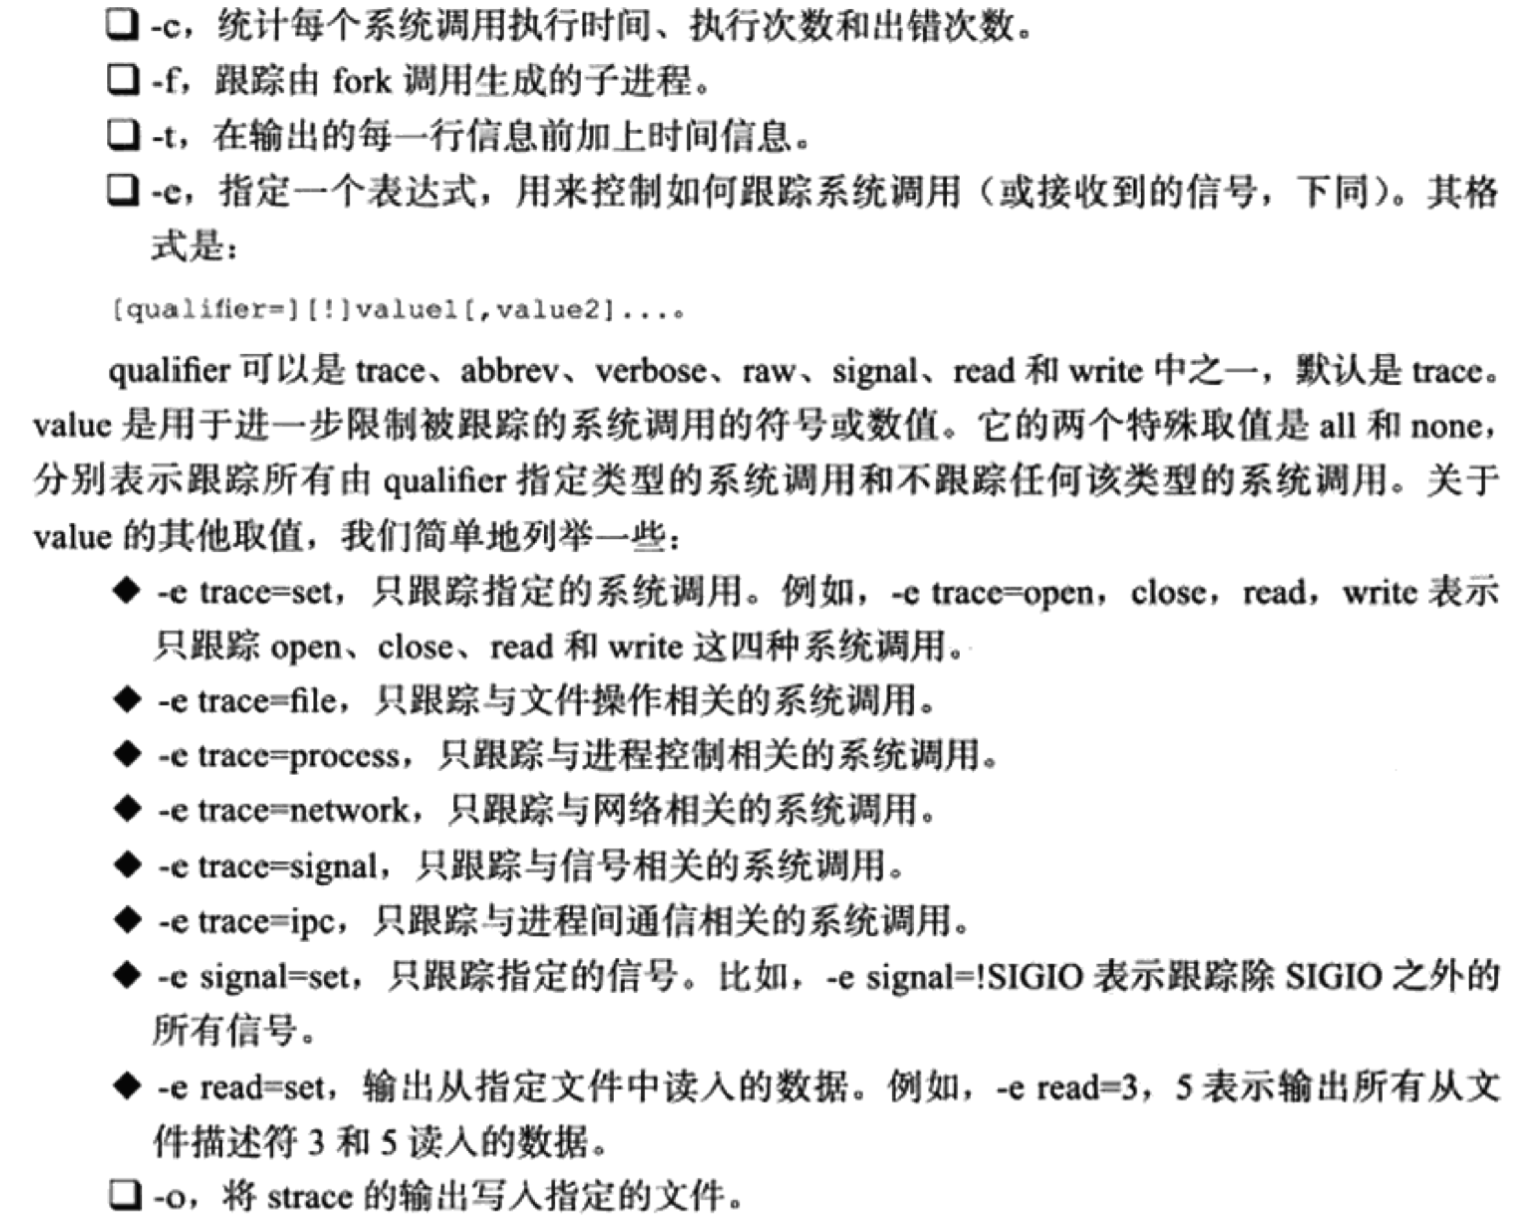 ❑ -c，统计每个系统调用执行时间、执行次数和出错次数。
❑ -f，跟踪由 fork 调用生成的子进程。
❑ -t，在输出的每一行信息前加上时间信息。
❑ -e，指定一个表达式，用来控制如何跟踪系统调用（或接收到的信号，下同）。其格
式是：
[qualifier=][!]value1[,value2]...。
qualifier 可以是 trace、abbrev、verbose、raw、signal、read 和 write 中之一，默认是 trace。
value 是用于进一步限制被跟踪的系统调用的符号或数值。它的两个特殊取值是 all 和 none，
分别表示跟踪所有由 qualifier 指定类型的系统调用和不跟踪任何该类型的系统调用。关于
value 的其他取值，我们简单地列举一些：
◆ -e trace=set，只跟踪指定的系统调用。例如，-e trace=open，close，read，write 表示
只跟踪 open、close、read 和 write 这四种系统调用。
◆ -e trace=file，只跟踪与文件操作相关的系统调用。
◆ -e trace=process，只跟踪与进程控制相关的系统调用。
◆ -e trace=network，只跟踪与网络相关的系统调用。
◆ -e trace=signal，只跟踪与信号相关的系统调用。
◆ -e trace=ipc，只跟踪与进程间通信相关的系统调用。
◆ -e signal=set，只跟踪指定的信号。比如，-e signal=!SIGIO 表示跟踪除 SIGIO 之外的
所有信号。
◆ -e read=set，输出从指定文件中读入的数据。例如，-e read=3，5 表示输出所有从文
件描述符 3 和 5 读入的数据。
❑ -o，将 strace 的输出写入指定的文件。